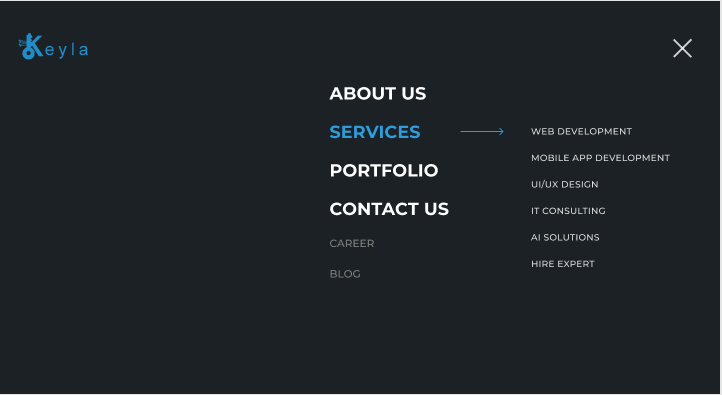 Keyla
ABOUT US
SERVICES
PORTFOLIO
CONTACT US
CAREER
BLOG
WEB DEVELOPMENT
MOBILE APP DEVELOPMENT
UI/UX DESIGN
IT CONSULTING
AI SOLUTIONS
HIRE EXPERT